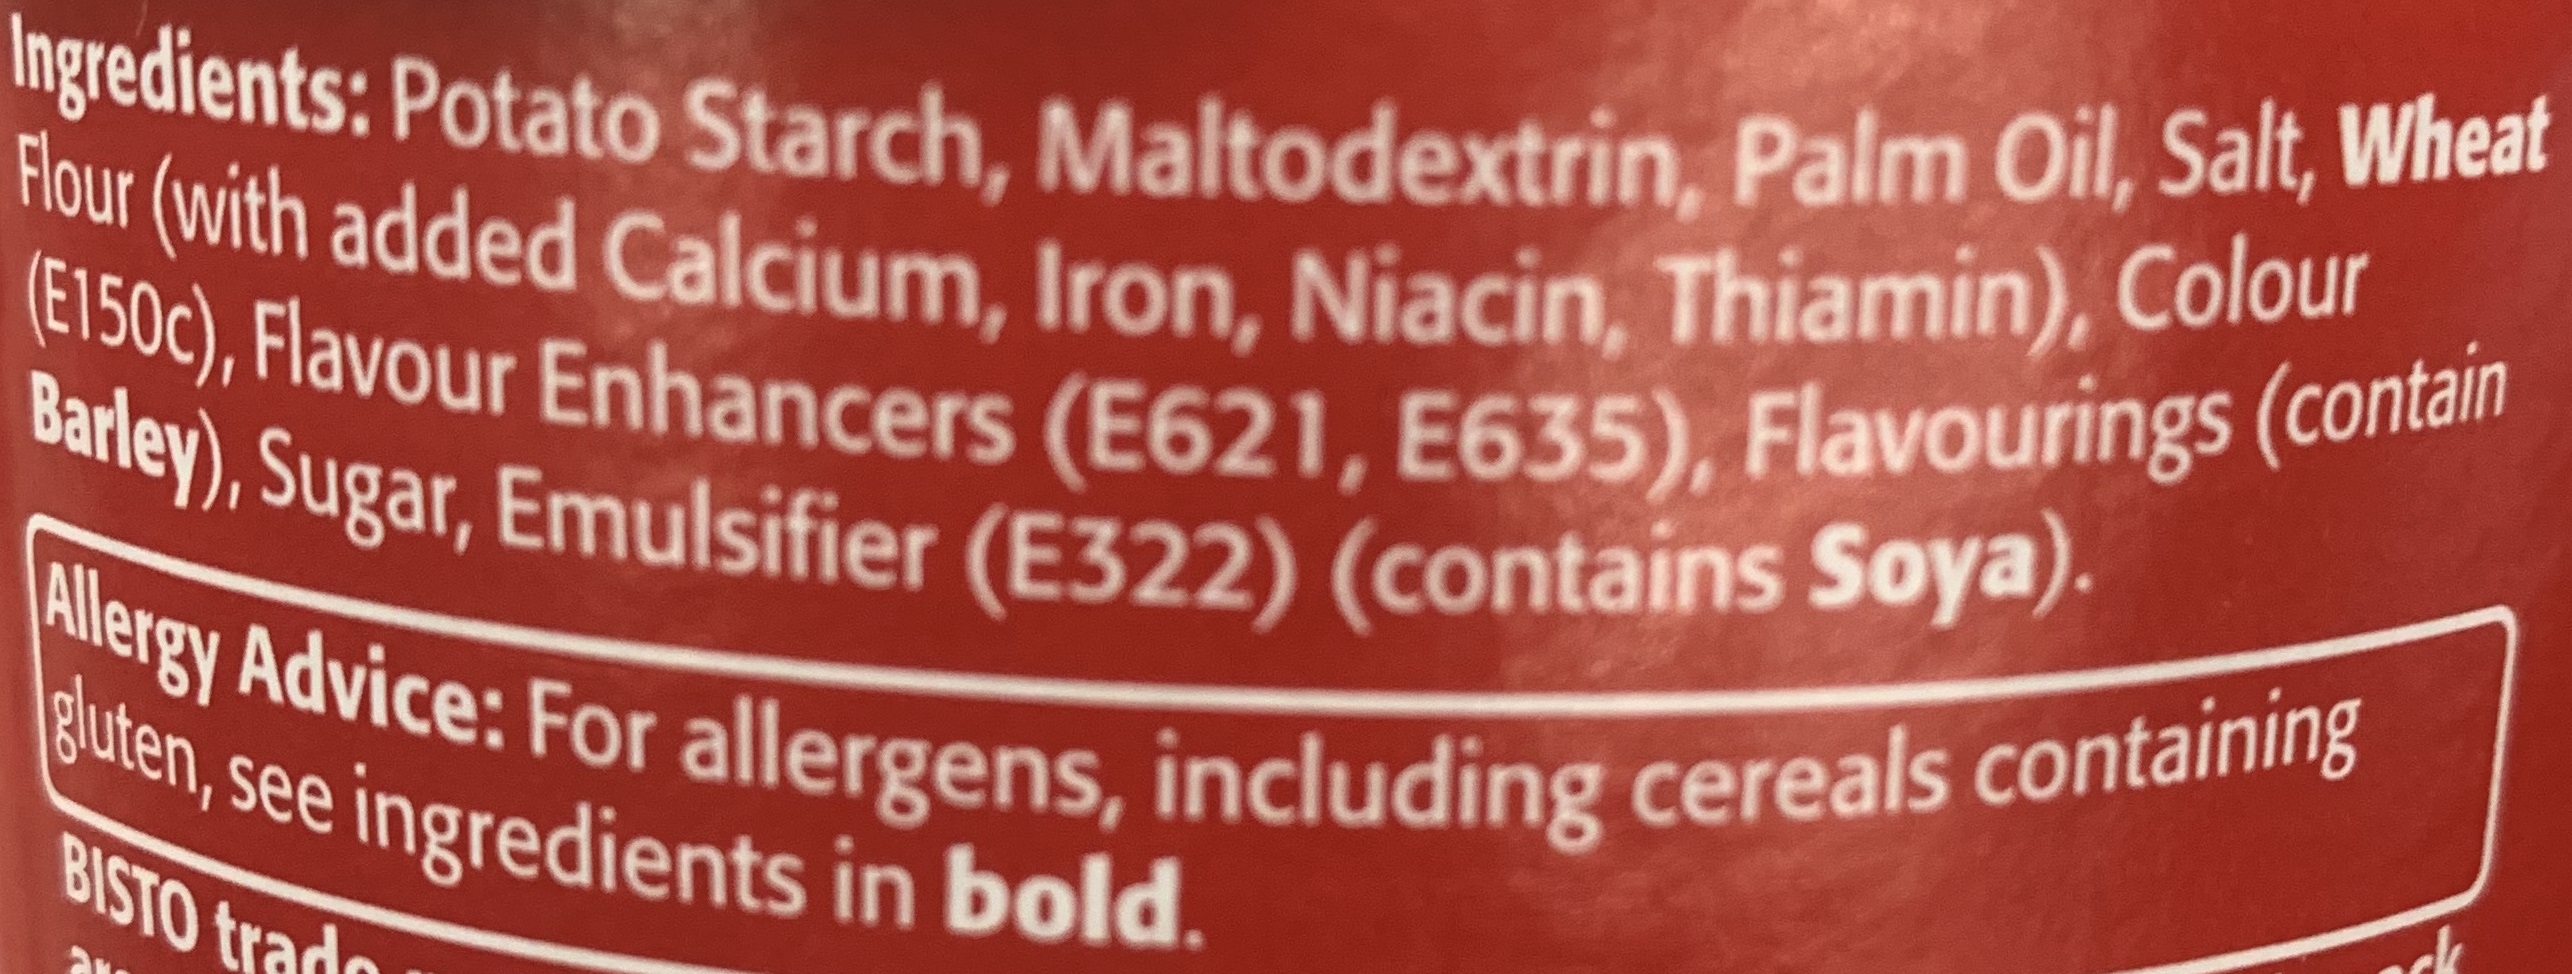 Ingredients: Potato Starch, Maltodextrin, Palm Oil, Salt, Wheat
Flour (with added Calcium, Iron, Niacin, Thiamin), Colour
(E150c), Flavour Enhancers (E621, E635), Flavourings (contain
Barley), Sugar, Emulsifier (E322) (contains Soya).
Allergy Advice: For allergens, including cereals containing
gluten, see ingredients in bold.
BISTO